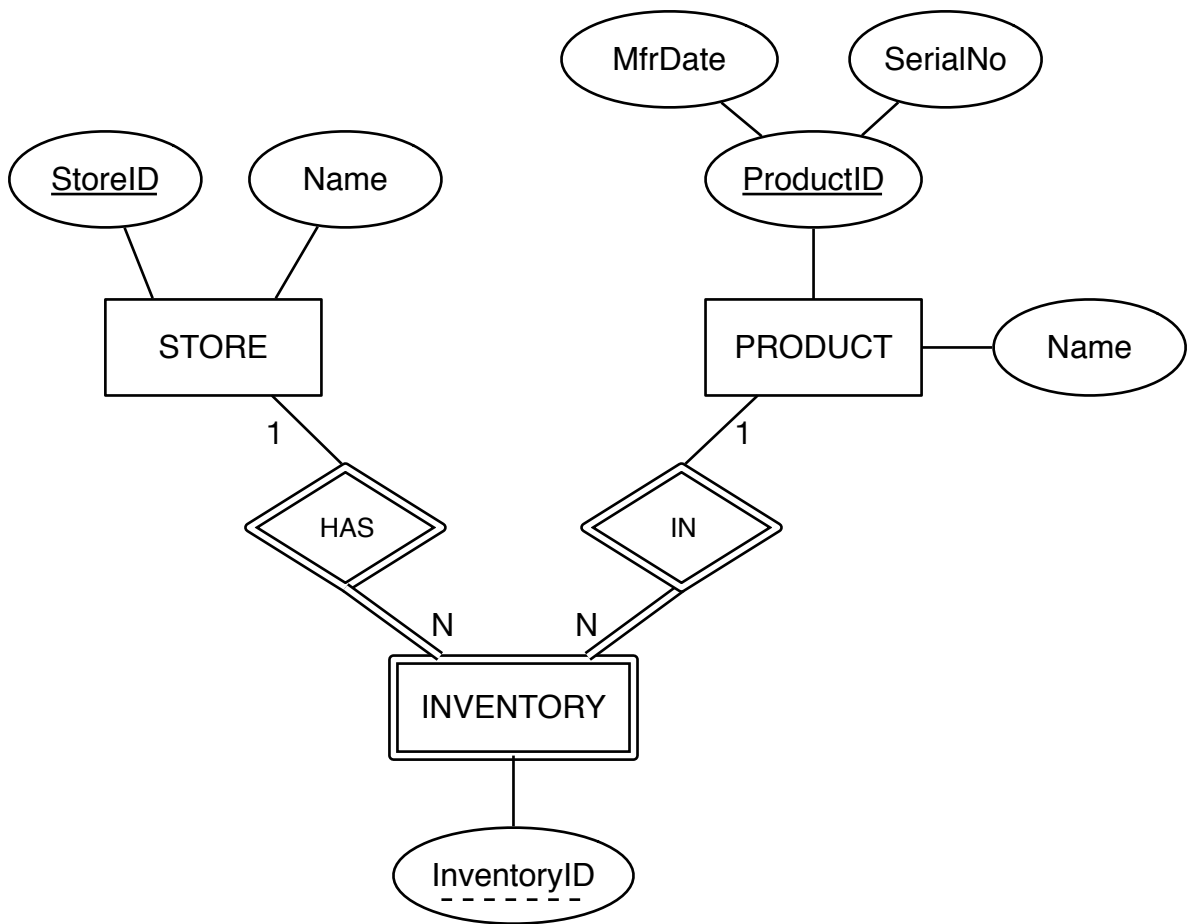 MfrDate
SerialNo
StoreID
Name
ProductID
STORE
PRODUCT
Name
1
1
HAS
IN
N
N
INVENTORY
InventoryID